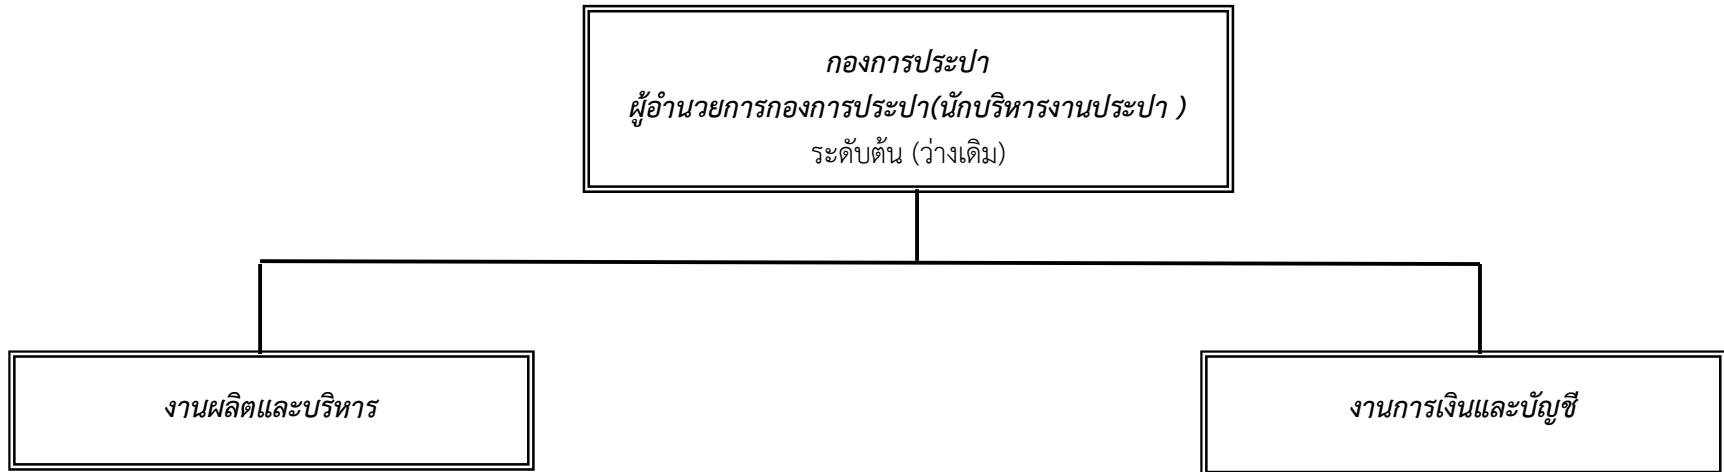 กองการประปา
ผู้อำนวยการกองการประปา(นักบริหารงานประปา )
ระดับต้น (ว่างเดิม)
งานผลิตและบริหาร
งานการเงินและบัญชี